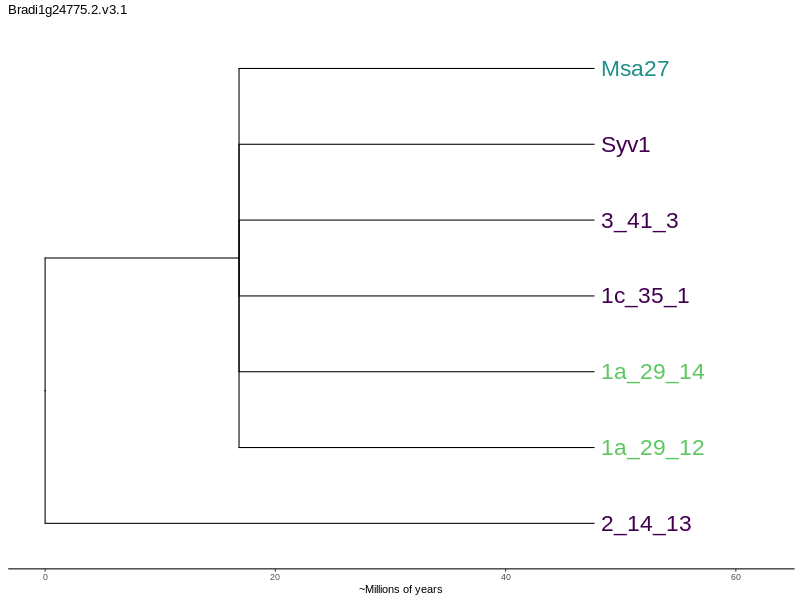 Bradi1g24775.2.v3.1
Msa27
Syv1
3_41_3
1c_35_1
1a_29_14
1a_29_12
2_14_13
0 20 40 60
~Millions of years